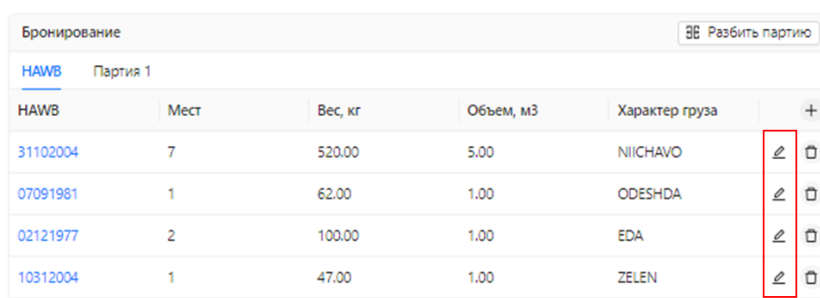 Бронирование
Разбить партию
HAWB Партия 1
HAWB Мест Вес, кг Объем, м3 Характер груза
31102004 7 520.00 5.00 NIICHAVO
07091981 1 62.00 1.00 ODESHDA
02121977 2 100.00 1.00 EDA
10312004 1 47.00 1.00 ZELEN